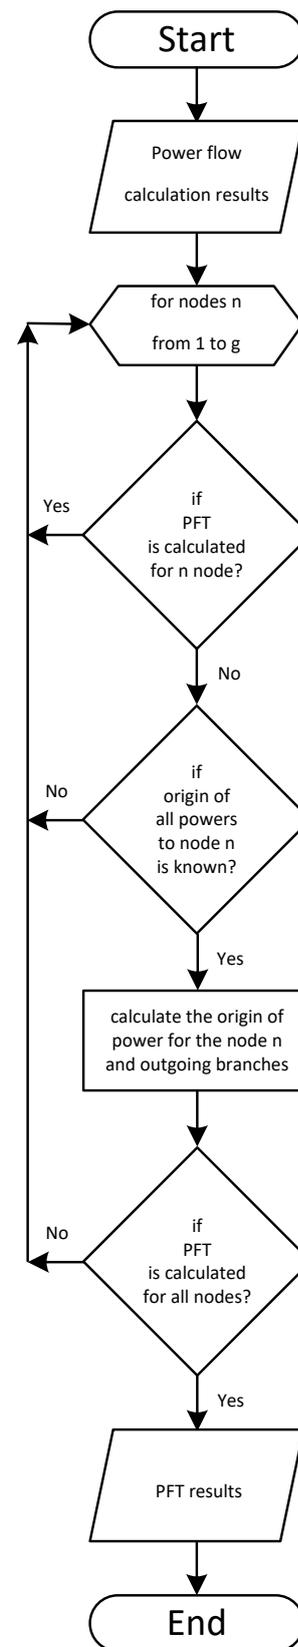 Start
Power flow
calculation results
for nodes n
from 1 to g
if
PFT
is calculated
for n node?
Yes
No
if
origin of
all powers
to node n
is known?
No
Yes
calculate the origin of
power for the node n
and outgoing branches
if
PFT
is calculated
for all nodes?
No
Yes
PFT results
End